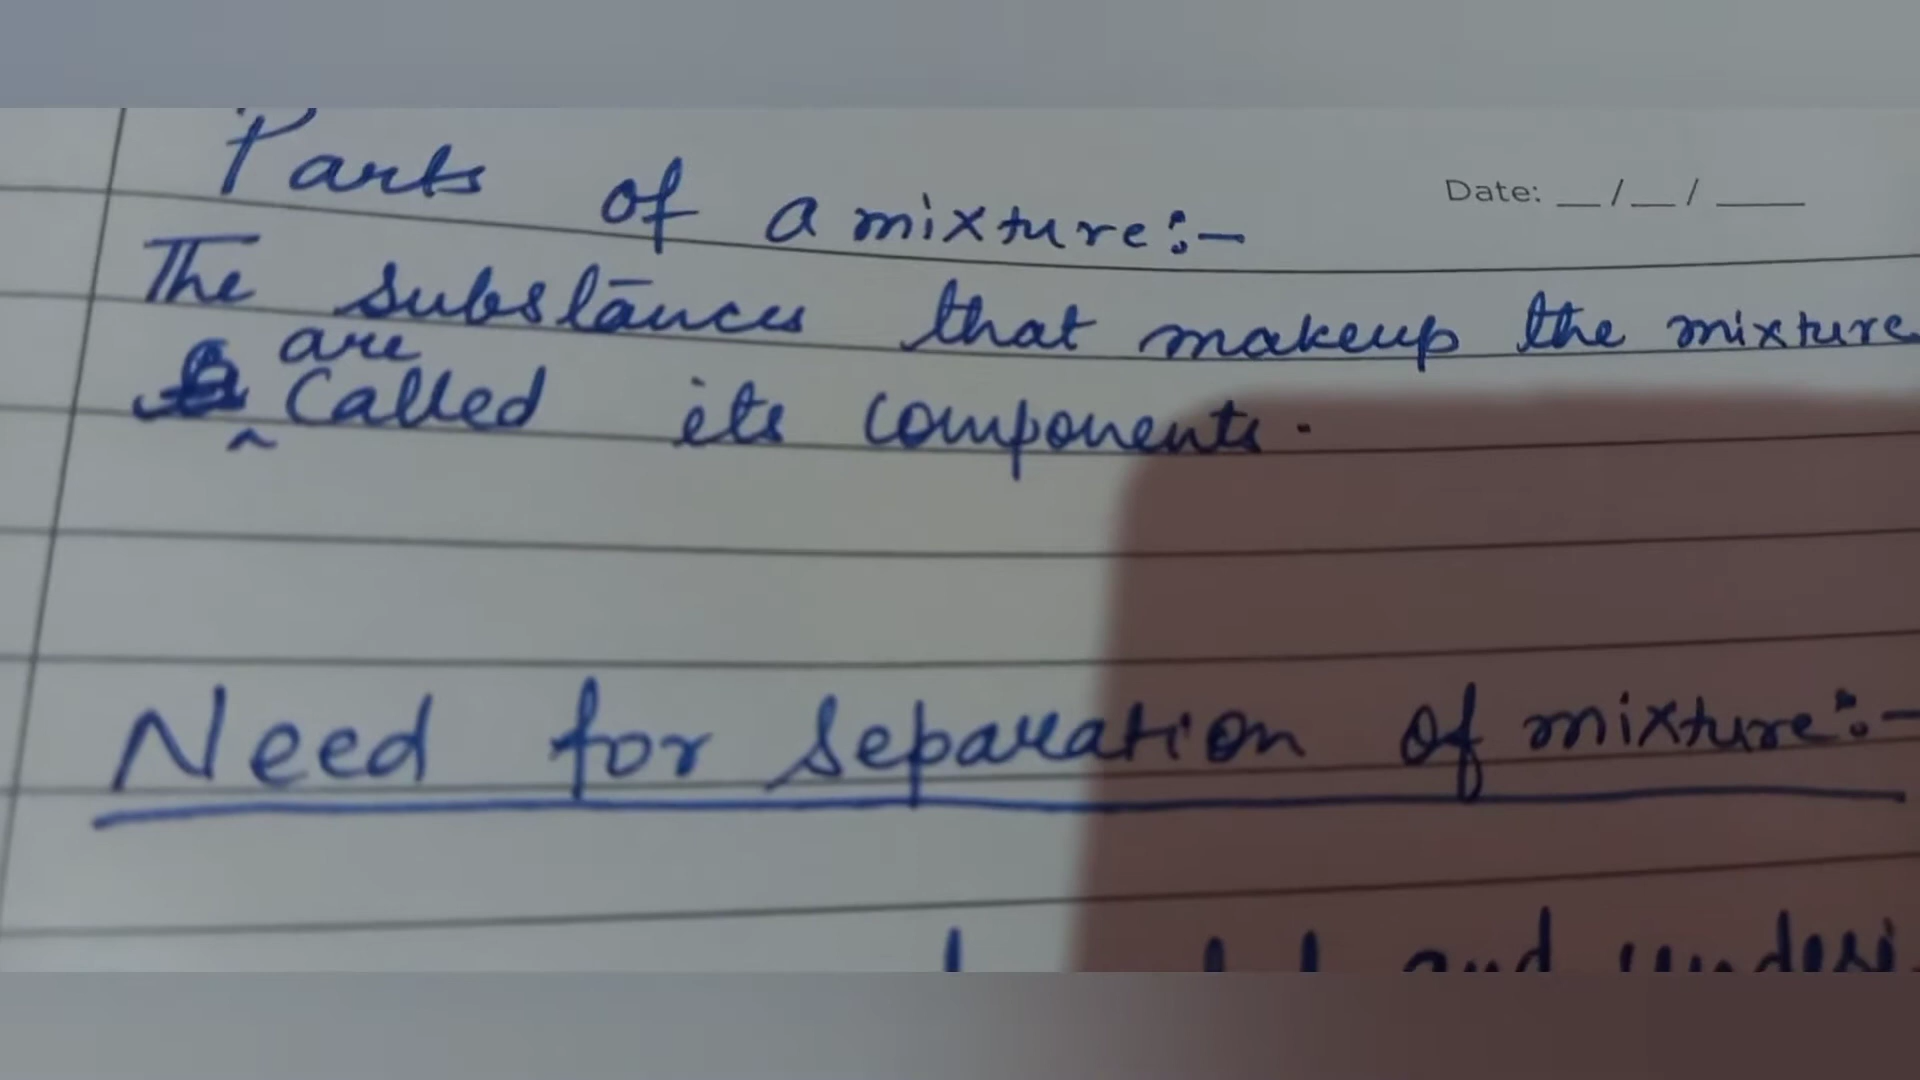 Parts of a mixture:-
Date: __/__/____
The substances that makeup the mixture
are
Called its components.
Need for separation of mixture:-
and